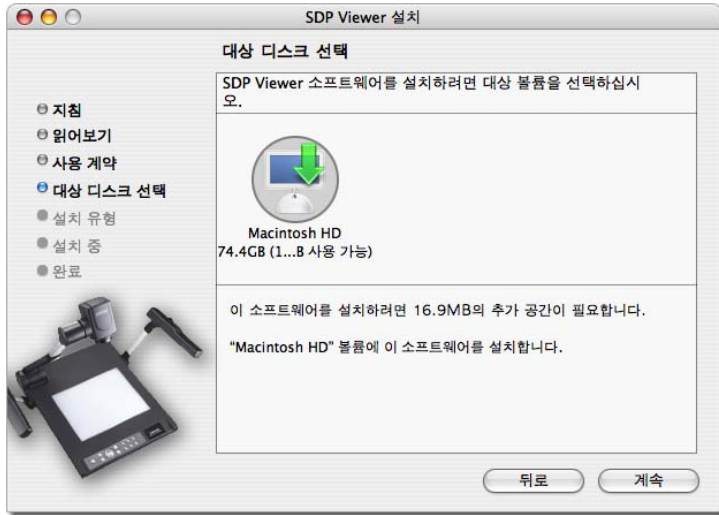 SDP Viewer 설치
대상 디스크 선택
SDP Viewer 소프트웨어를 설치하려면 대상 볼륨을 선택하십시
오.
지침
읽어보기
사용 계약
대상 디스크 선택
설치 유형
설치 중
완료
Macintosh HD
74.4GB (1...B 사용 가능)
이 소프트웨어를 설치하려면 16.9MB의 추가 공간이 필요합니다.
“Macintosh HD” 볼륨에 이 소프트웨어를 설치합니다.
뒤로
계속